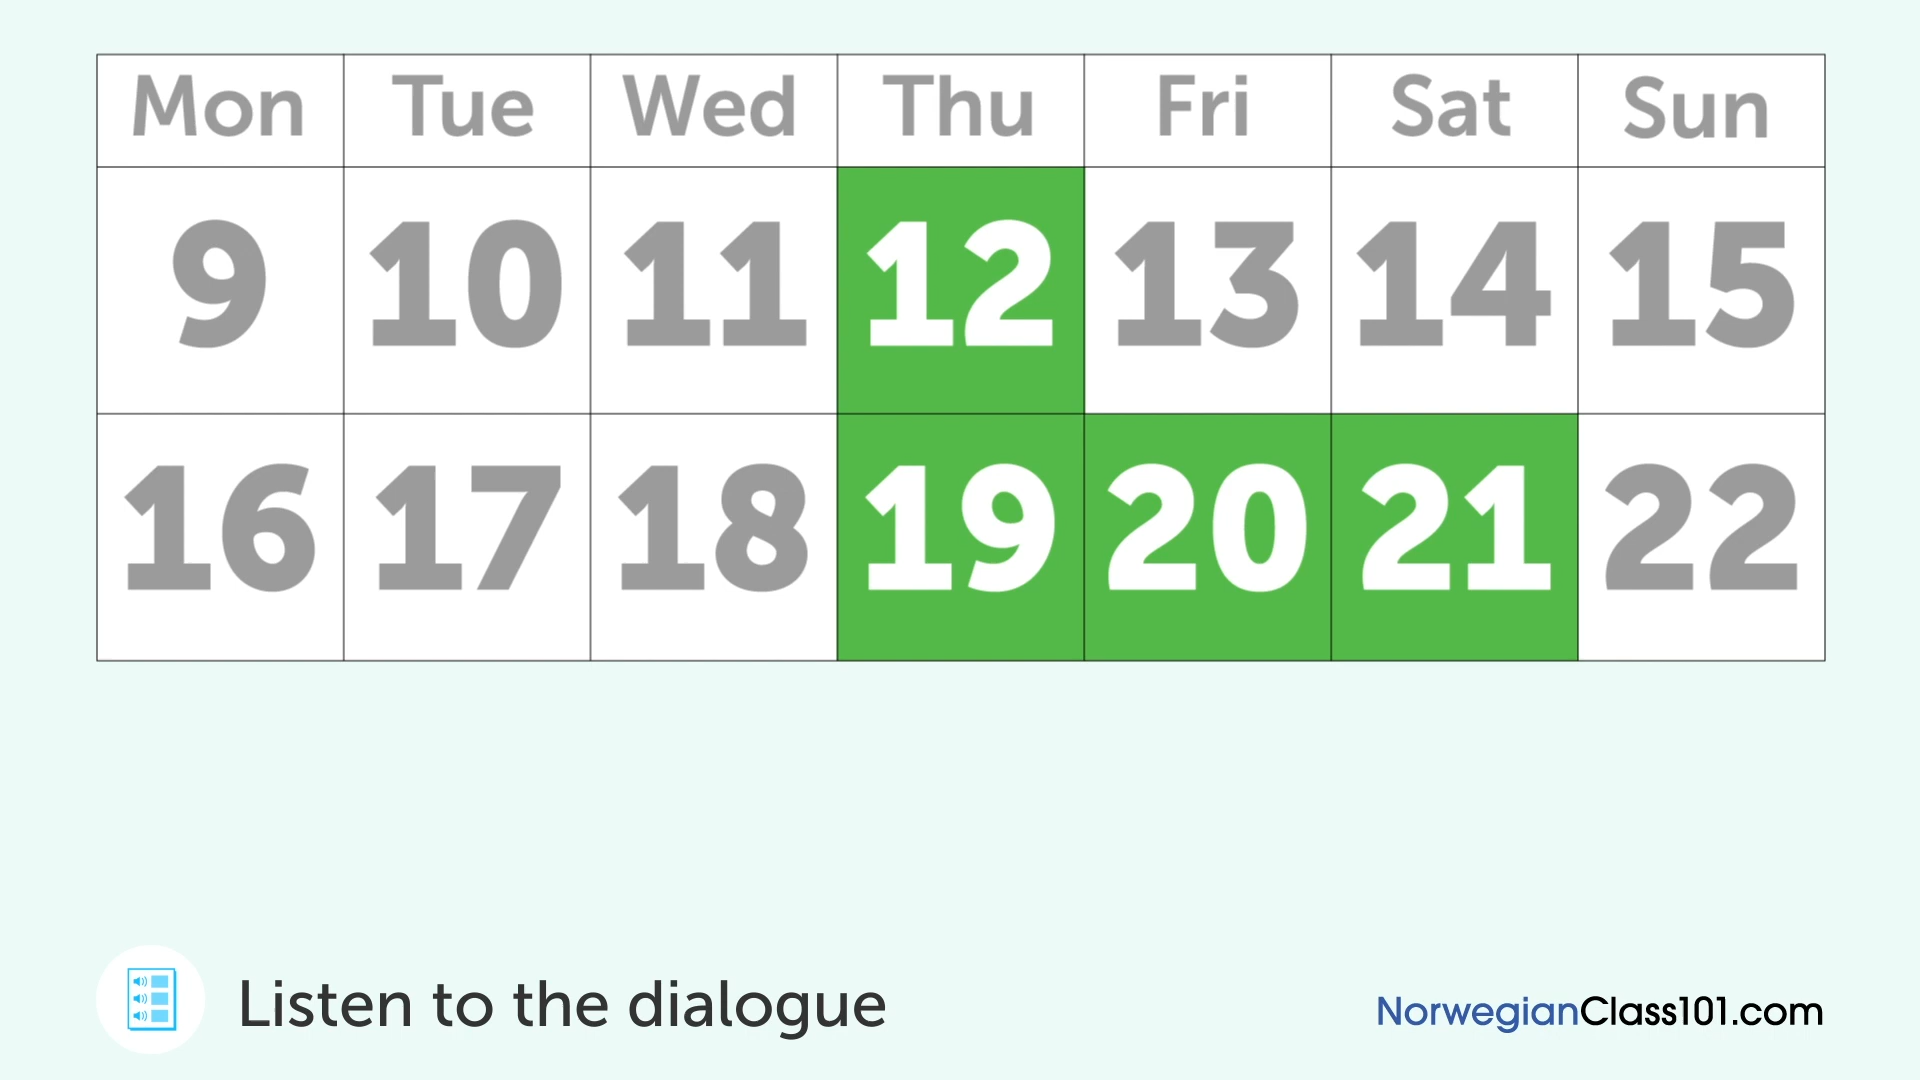 Mon Tue Wed Thu Fri Sat Sun
9 10 11 12 13 14 15
16 17 18 19 20 21 22
Listen to the dialogue
NorwegianClass101.com